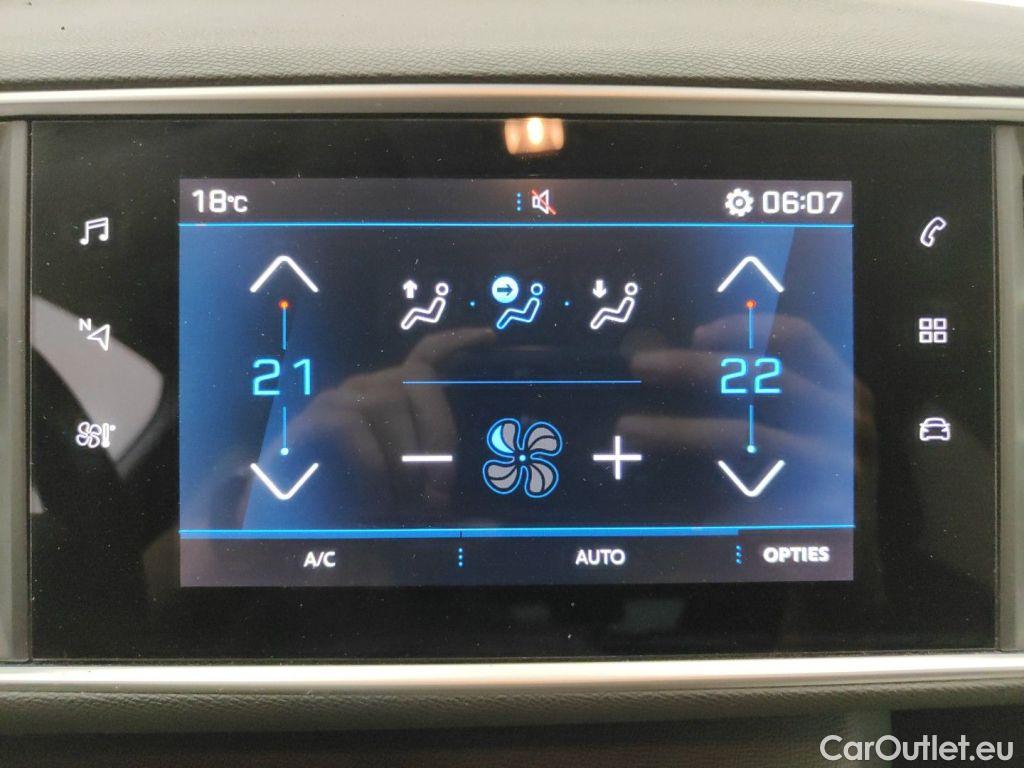 18°C 06:07
N
21 22
A/C AUTO OPTIES
CarOutlet.eu